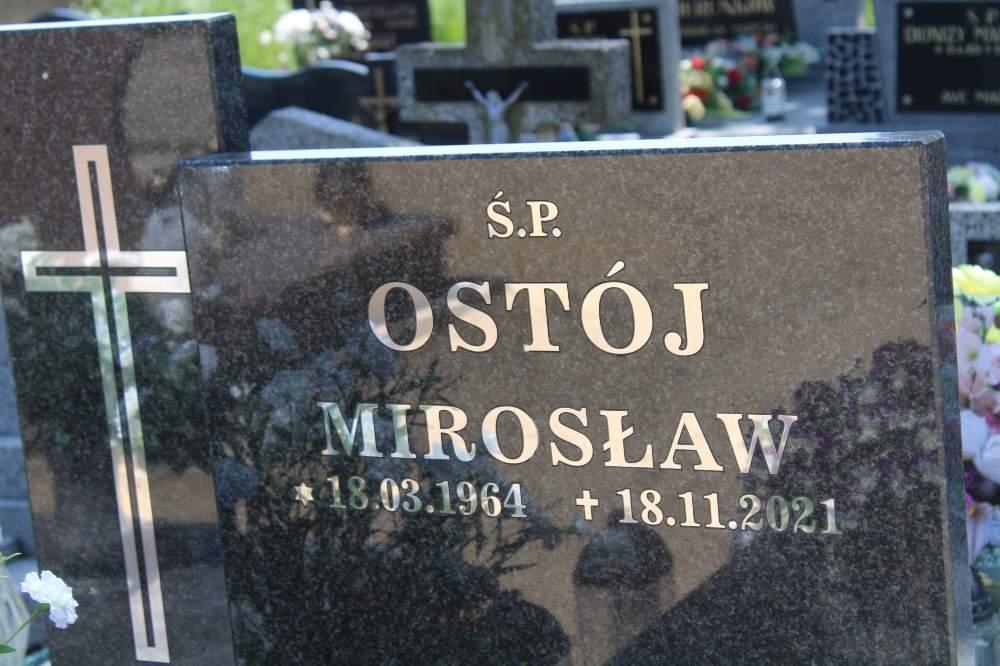 Ś.P.
OSTÓJ
MIROSŁAW
* 18.03.1964 + 18.11.2021
Ś.P.